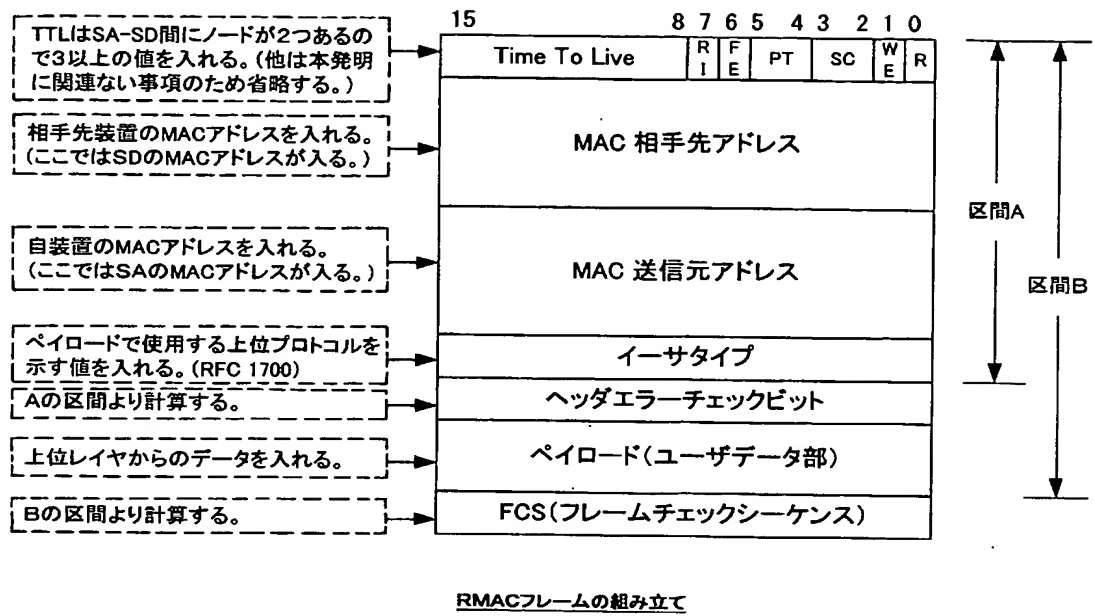 15 8 7 6 5 4 3 2 1 0
TTLはSA-SD間にノードが2つあるの
で3以上の値を入れる。(他は本発明
に関連ない事項のため省略する。)
Time To Live
R
I
F
E
PT
SC
W
E
R
相手先装置のMACアドレスを入れる。
(ここではSDのMACアドレスが入る。)
MAC 相手先アドレス
区間A
自装置のMACアドレスを入れる。
(ここではSAのMACアドレスが入る。)
MAC 送信元アドレス
区間B
ペイロードで使用する上位プロトコルを
示す値を入れる。(RFC 1700)
イーサタイプ
Aの区間より計算する。
ヘッダエラーチェックビット
上位レイヤからのデータを入れる。
ペイロード(ユーザデータ部)
Bの区間より計算する。
FCS(フレームチェックシーケンス)
RMACフレームの組み立て